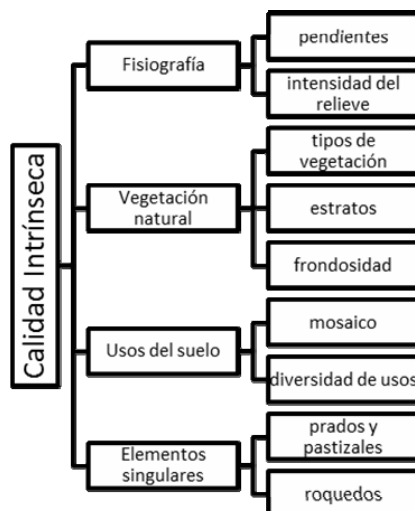 Calidad Intrínseca
Fisiografía
pendientes
intensidad del
relieve
Vegetación
natural
tipos de
vegetación
estratos
frondosidad
Usos del suelo
mosaico
diversidad de usos
Elementos
singulares
prados y
pastizales
roquedos